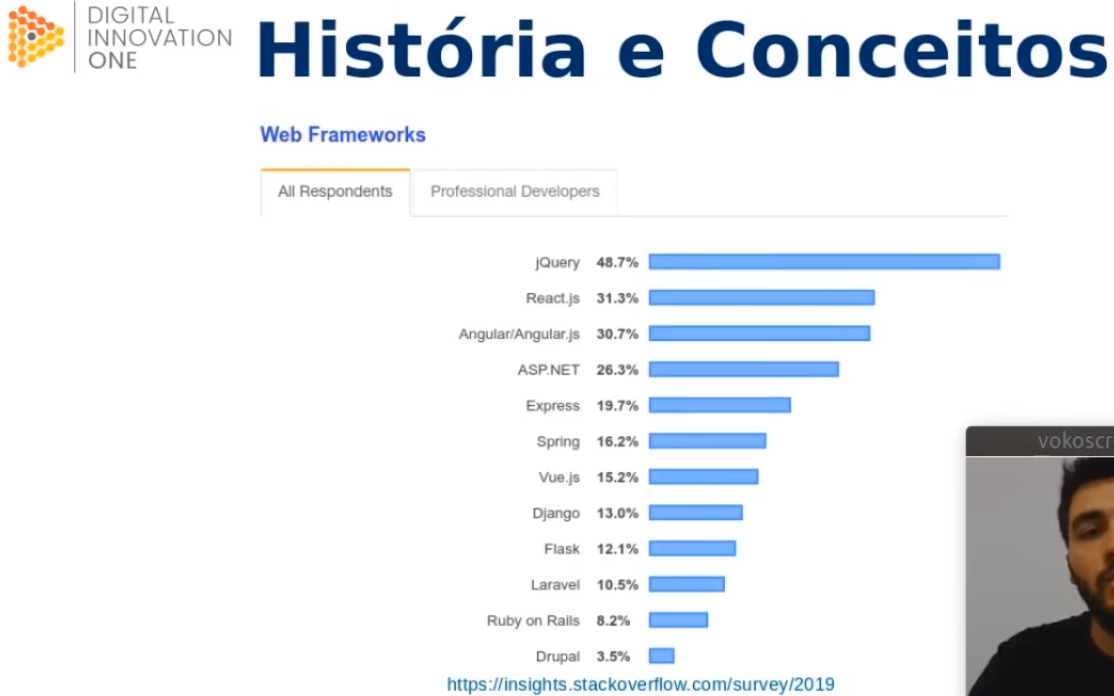 DIGITAL
INNOVATION
ONE
História e Conceitos
Web Frameworks
All Respondents Professional Developers
jQuery 48.7%
React.js 31.3%
Angular/Angular.js 30.7%
ASP.NET 26.3%
Express 19.7%
Spring 16.2%
Vue.js 15.2%
Django 13.0%
Flask 12.1%
Laravel 10.5%
Ruby on Rails 8.2%
Drupal 3.5%
https://insights.stackoverflow.com/survey/2019
vokoscr